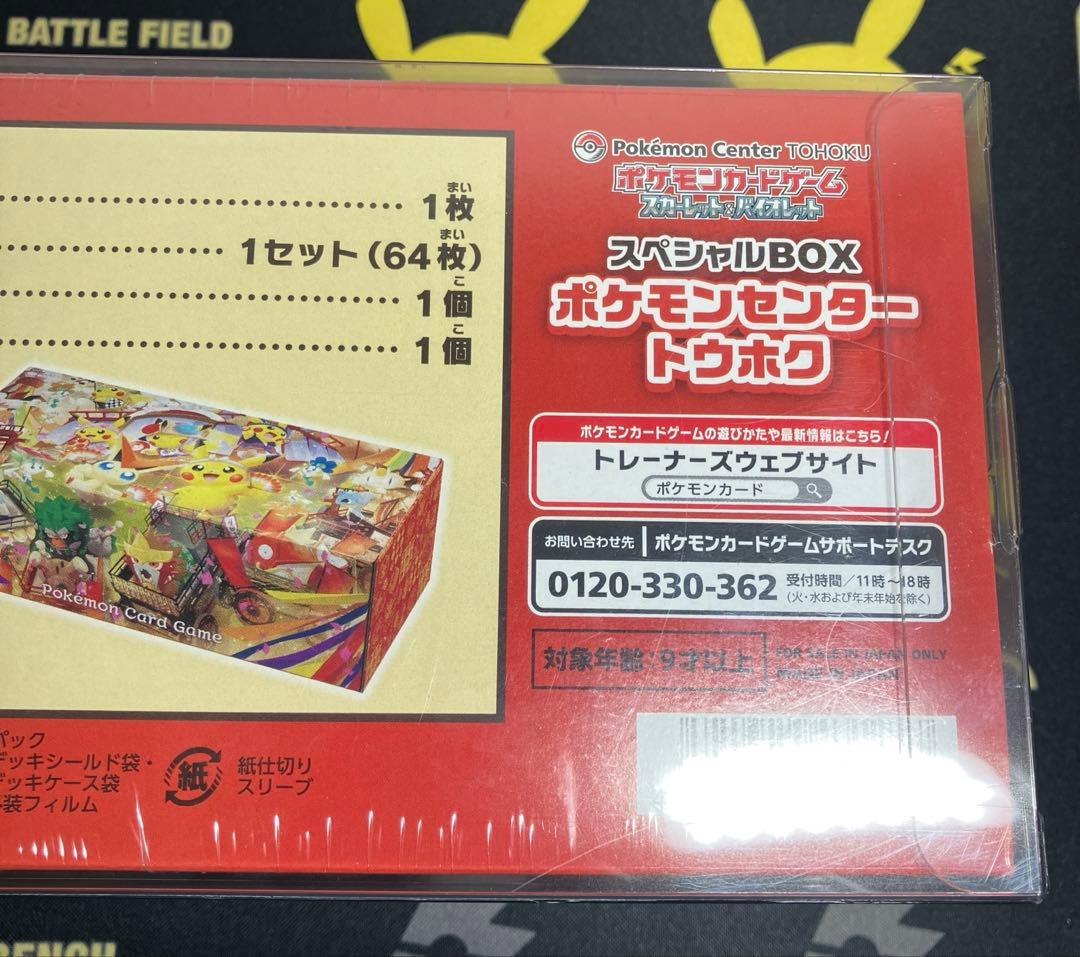 BATTLE FIELD
Pokémon Center TOHOKU
ポケモンカードゲーム
スカーレット&バイオレット
スペシャルBOX
ポケモンセンター
トウホク
まい
1枚
まい
1セット(64枚)
こ
1個
こ
1個
Pokémon Card Game
ポケモンカードゲームの遊びかたや最新情報はこちら!
トレーナーズウェブサイト
ポケモンカード
お問い合わせ先 ポケモンカードゲームサポートデスク
0120-330-362 受付時間/11時~18時
(火・水および年末年始を除く)
対象年齢:9才以上
FOR SALE IN JAPAN ONLY
MADE IN JAPAN
パック
デッキシールド袋・
デッキケース袋
装フィルム
紙
紙仕切り
スリーブ
BENCH